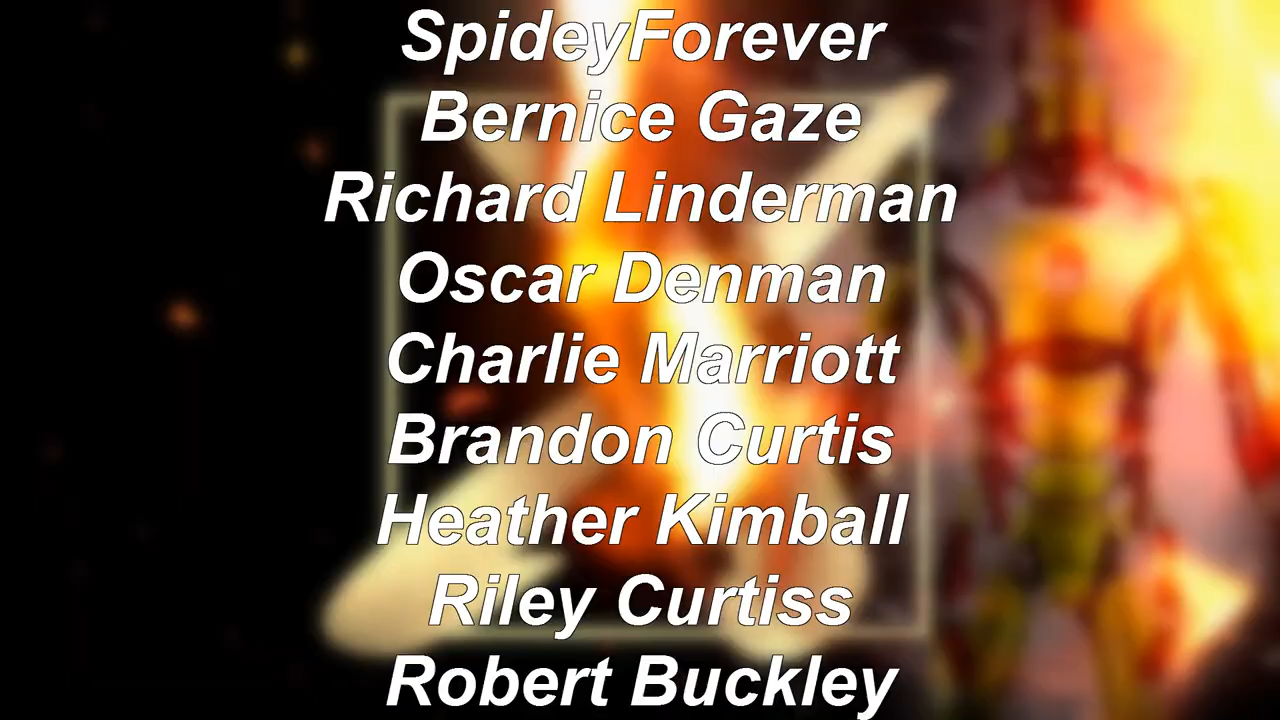 SpideyForever
Bernice Gaze
Richard Linderman
Oscar Denman
Charlie Marriott
Brandon Curtis
Heather Kimball
Riley Curtiss
Robert Buckley